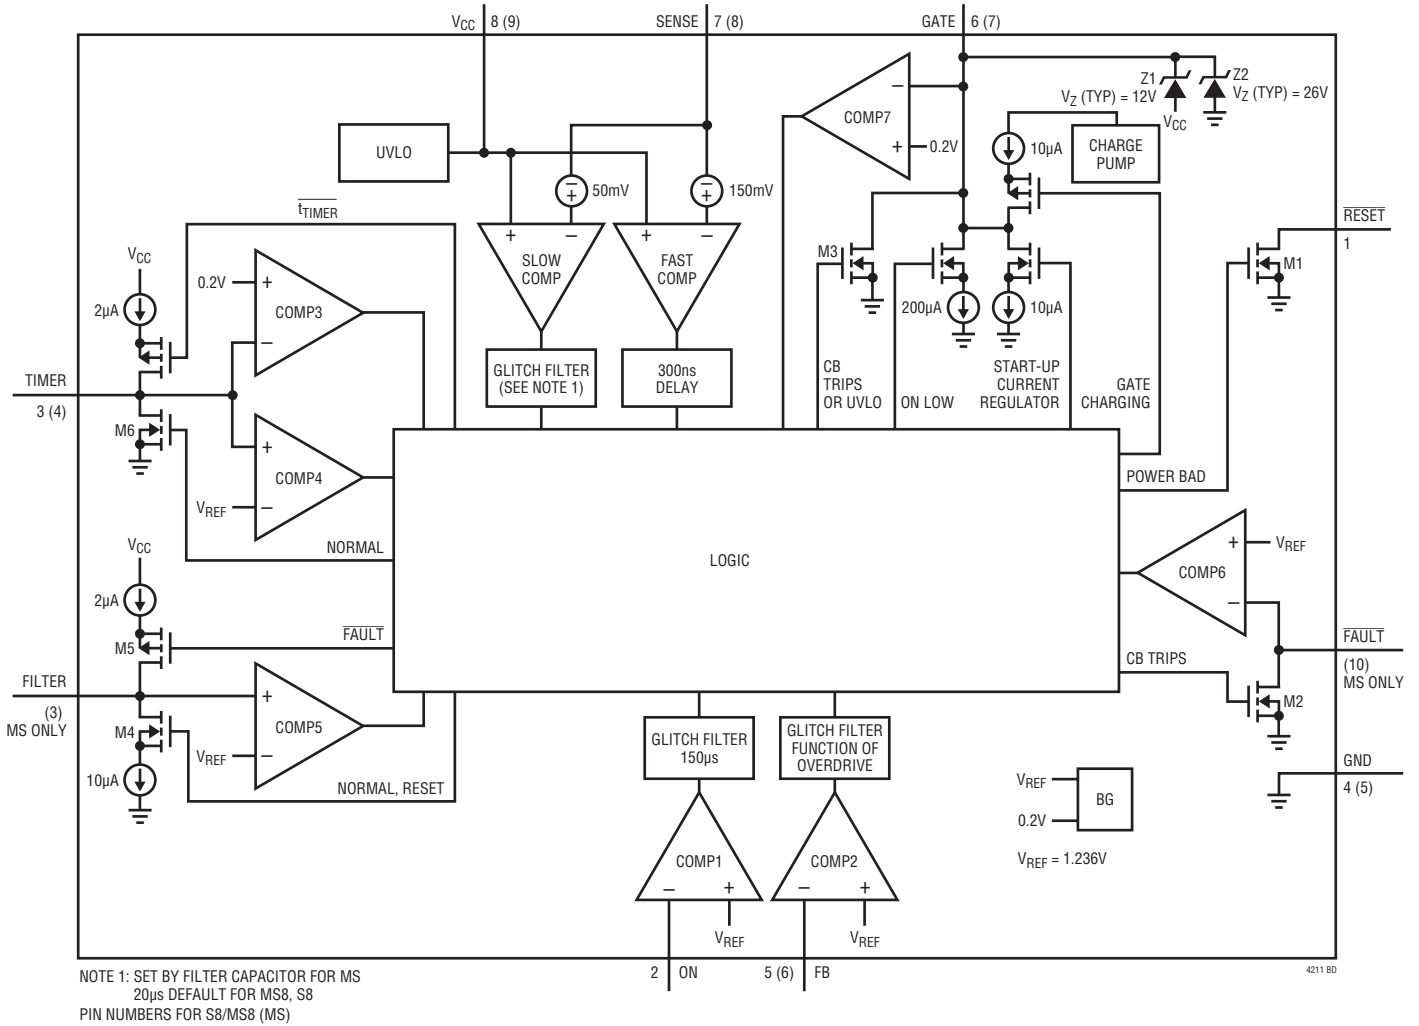 VCC 8 (9)
SENSE 7 (8)
GATE 6 (7)
Z1
VZ (TYP) = 12V
VCC
Z2
VZ (TYP) = 26V
COMP7
–
+
0.2V
10µA
CHARGE
PUMP
UVLO
50mV
150mV
tTIMER
+
–
SLOW
COMP
+
–
FAST
COMP
GLITCH FILTER
(SEE NOTE 1)
300ns
DELAY
M3
200µA
10µA
CB
TRIPS
OR UVLO
ON LOW
START-UP
CURRENT
REGULATOR
GATE
CHARGING
RESET
1
M1
VCC
2µA
0.2V
+
–
COMP3
TIMER
3 (4)
M6
+
–
COMP4
VREF
NORMAL
POWER BAD
LOGIC
COMP6
+
–
VREF
VCC
2µA
M5
FAULT
FILTER
(3)
MS ONLY
M4
10µA
+
–
COMP5
VREF
NORMAL, RESET
CB TRIPS
FAULT
(10)
MS ONLY
M2
GND
4 (5)
GLITCH FILTER
150µs
GLITCH FILTER
FUNCTION OF
OVERDRIVE
COMP1
–
+
VREF
COMP2
–
+
VREF
VREF
0.2V
BG
VREF = 1.236V
2 ON
5 (6) FB
4211 BD
NOTE 1: SET BY FILTER CAPACITOR FOR MS
20µs DEFAULT FOR MS8, S8
PIN NUMBERS FOR S8/MS8 (MS)